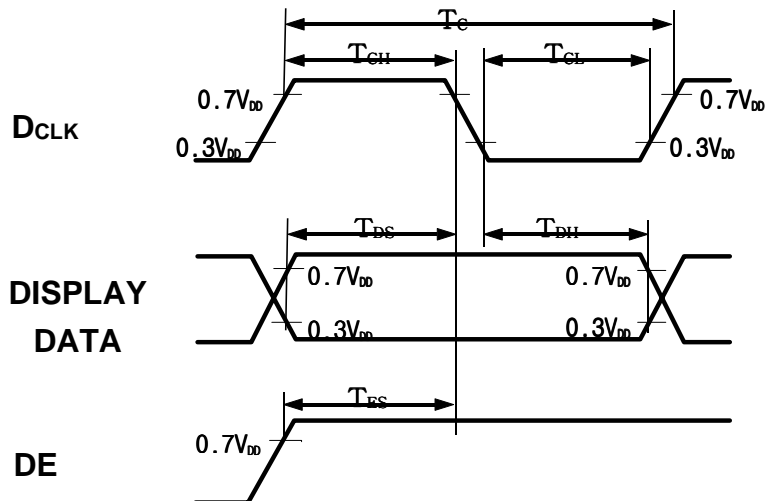 TC
TCH TCL
0.7VDD 0.7VDD
DCLK
0.3VDD 0.3VDD
TDS TDH
0.7VDD 0.7VDD
DISPLAY
DATA
0.3VDD 0.3VDD
TES
0.7VDD
DE